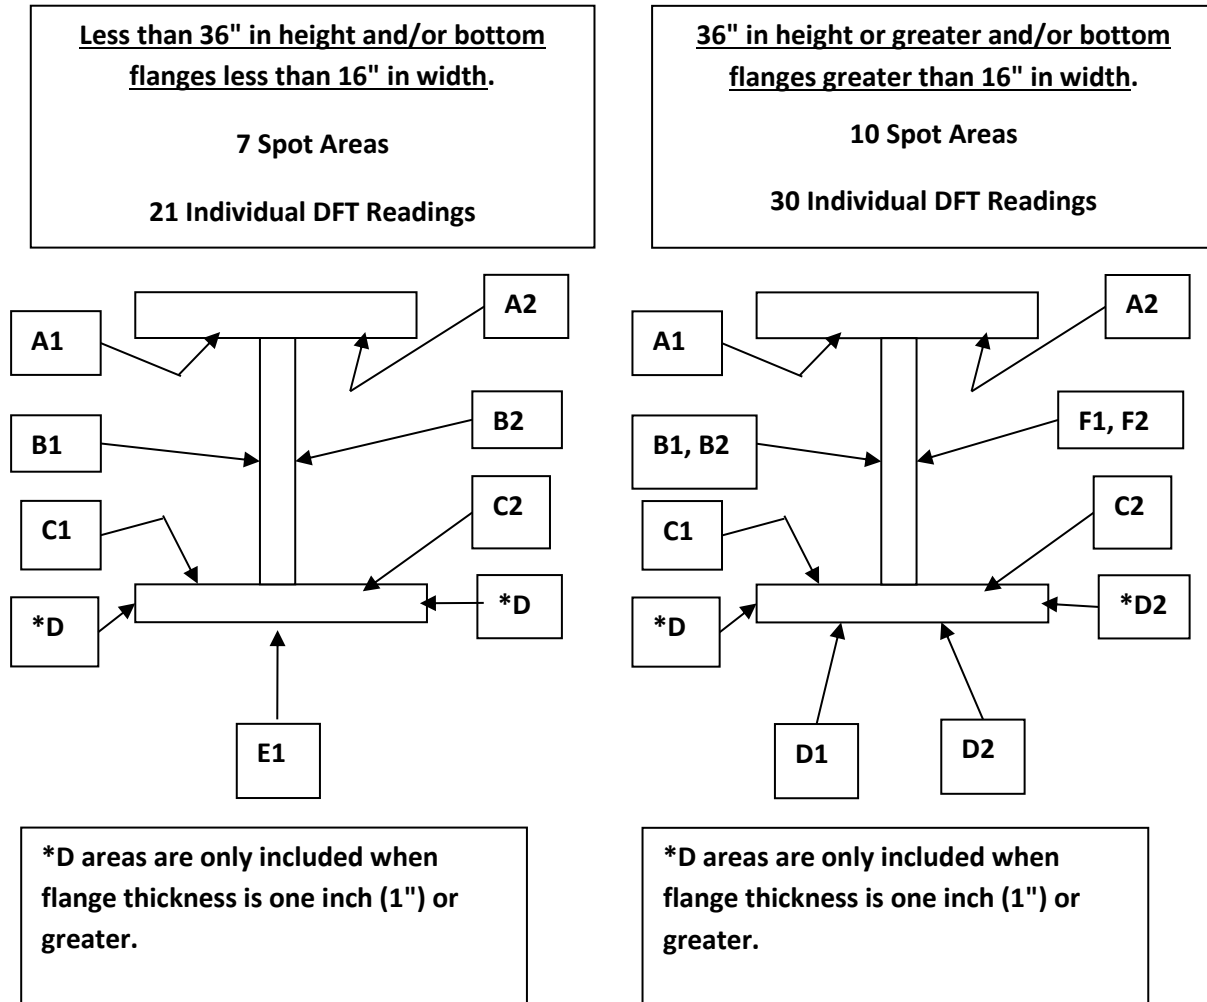 Less than 36" in height and/or bottom
flanges less than 16" in width.
7 Spot Areas
21 Individual DFT Readings
A1
A2
B1
B2
C1
C2
*D
*D
E1
*D areas are only included when
flange thickness is one inch (1") or
greater.
36" in height or greater and/or bottom
flanges greater than 16" in width.
10 Spot Areas
30 Individual DFT Readings
A1
A2
B1, B2
F1, F2
C1
C2
*D
*D2
D1
D2
*D areas are only included when
flange thickness is one inch (1") or
greater.